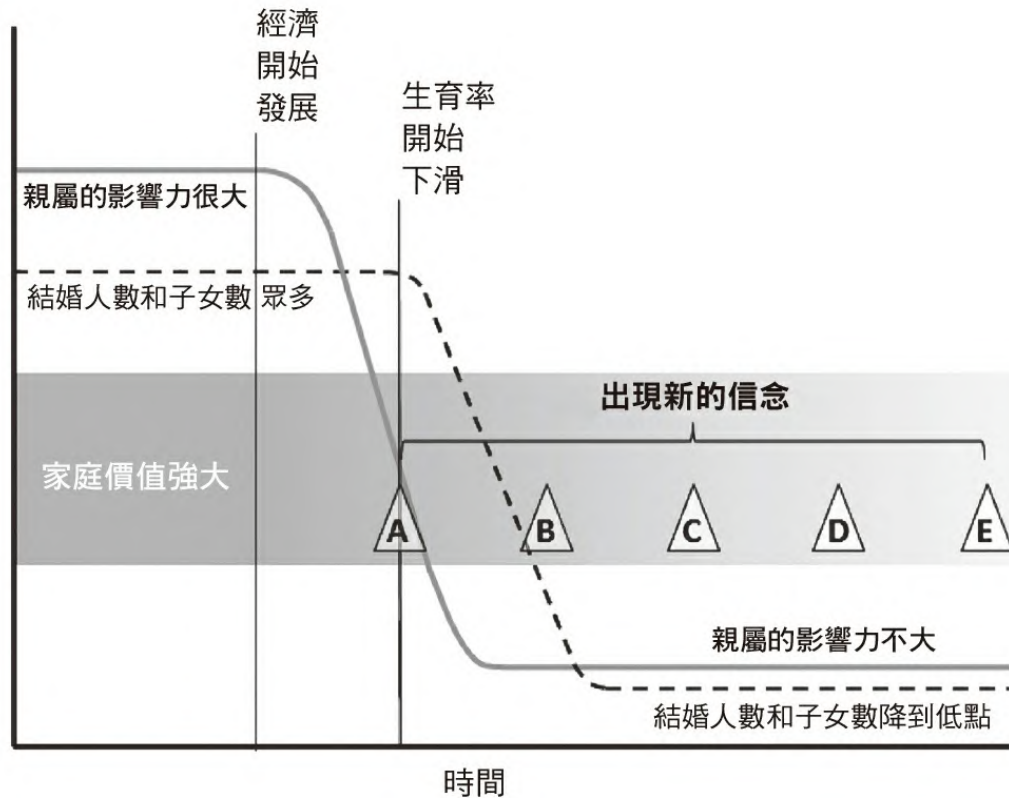 經濟
開始
發展
生育率
開始
下滑
親屬的影響力很大
結婚人數和子女數 眾多
出現新的信念
家庭價值強大
A
B
C
D
E
親屬的影響力不大
結婚人數和子女數降到低點
時間